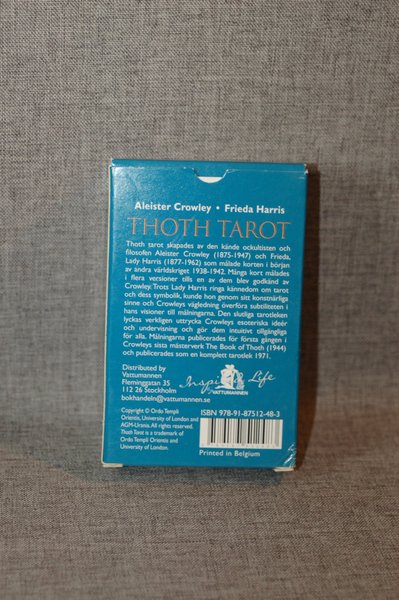 Aleister Crowley • Frieda Harris
THOTH TAROT
Thoth tarot skapades av den kände ockultisten och
filosofen Aleister Crowley (1875-1947) och Frieda,
Lady Harris (1877-1962) som målade korten i början
av andra världskriget 1938-1942. Många kort målades
i flera versioner tills en av dem blev godkänd av
Crowley. Trots Lady Harris ringa kännedom om tarot
och dess symbolik, kunde hon genom sitt konstnärliga
sinne och Crowleys vägledning överföra subtiliteten i
hans visioner till målningarna. Den slutliga tarotleken
lyckas verkligen uttrycka Crowleys esoteriska ideér
och undervisning och gör dem intuitivt tillgängliga
för alla. Målningarna publicerades för första gången i
Crowleys sista mästerverk The Book of Thoth (1944)
och publicerades som en komplett tarotlek 1971.
Distributed by
Vattumannen
Fleminggatan 35
112 26 Stockholm
bokhandeln@vattumannen.se
Inspi Life
VATTUMANNEN
Copyright © Ordo Templi
Orientis, University of London and
AGM-Urania. All rights reserved.
Thoth Tarot is a trademark of
Ordo Templi Orientis and
University of London.
ISBN 978-91-87512-48-3
Printed in Belgium